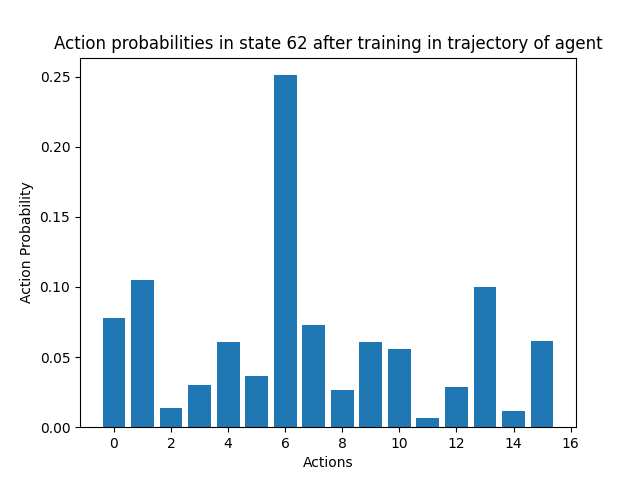 Action probabilities in state 62 after training in trajectory of agent
0.25
0.20
0.15
0.10
0.05
0.00
Action Probability
0 2 4 6 8 10 12 14 16
Actions